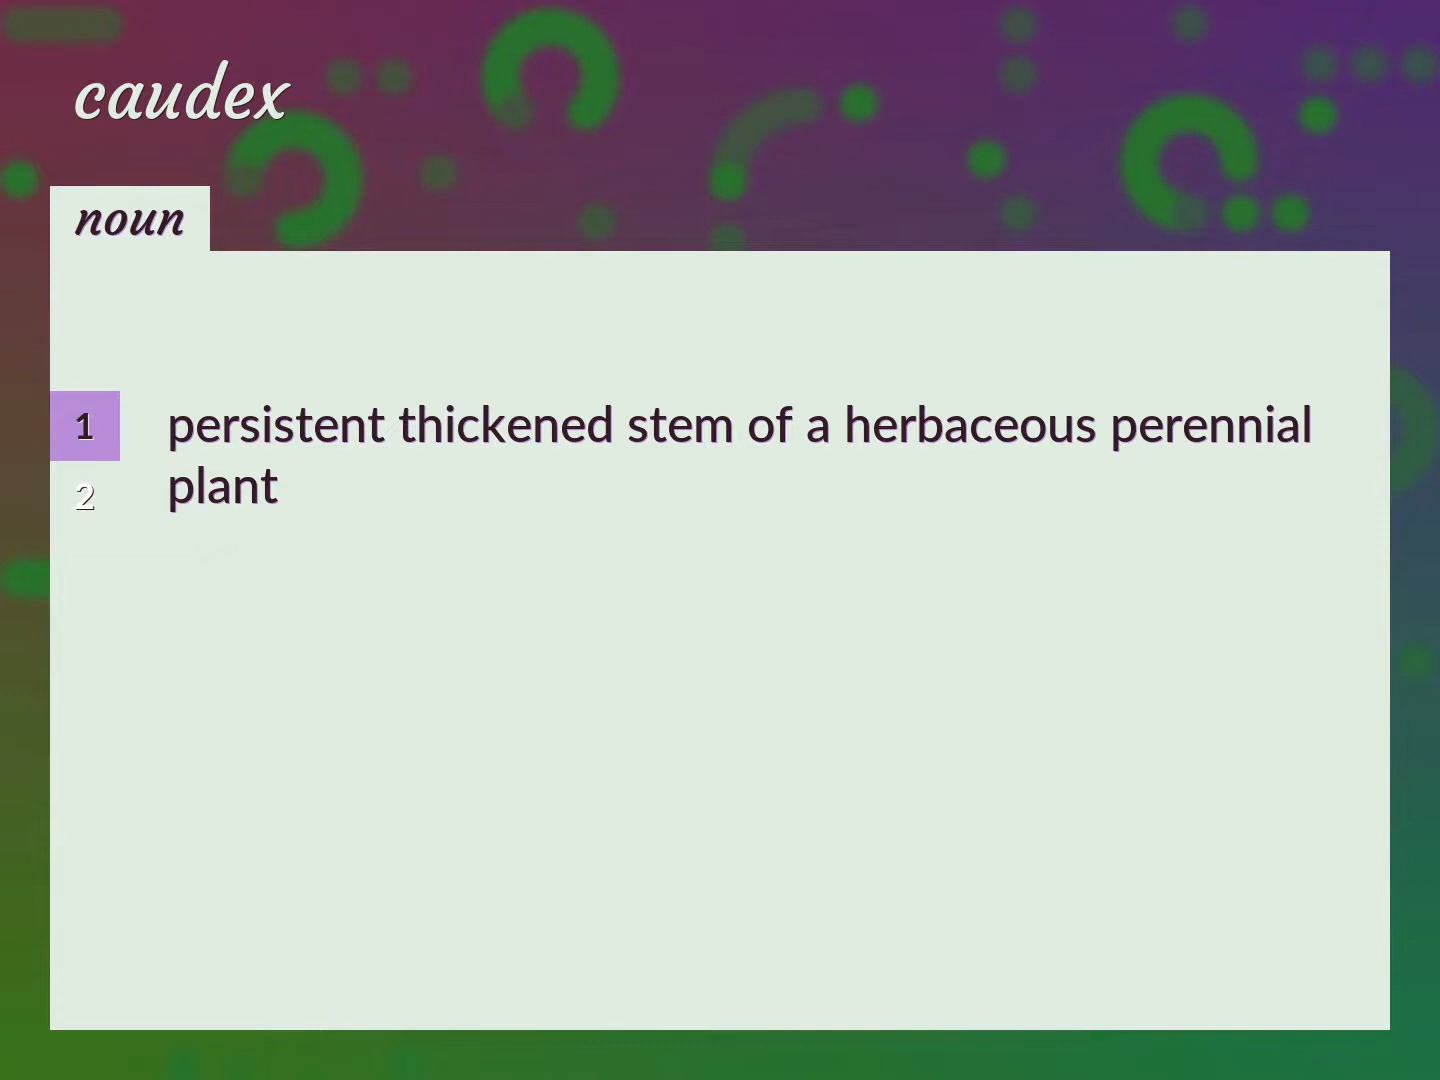 caudex
noun
1 persistent thickened stem of a herbaceous perennial
2 plant